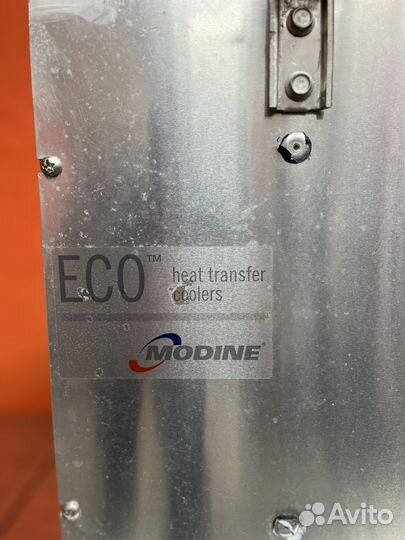 ECO™ heat transfer
coolers
MODINE®
Avito